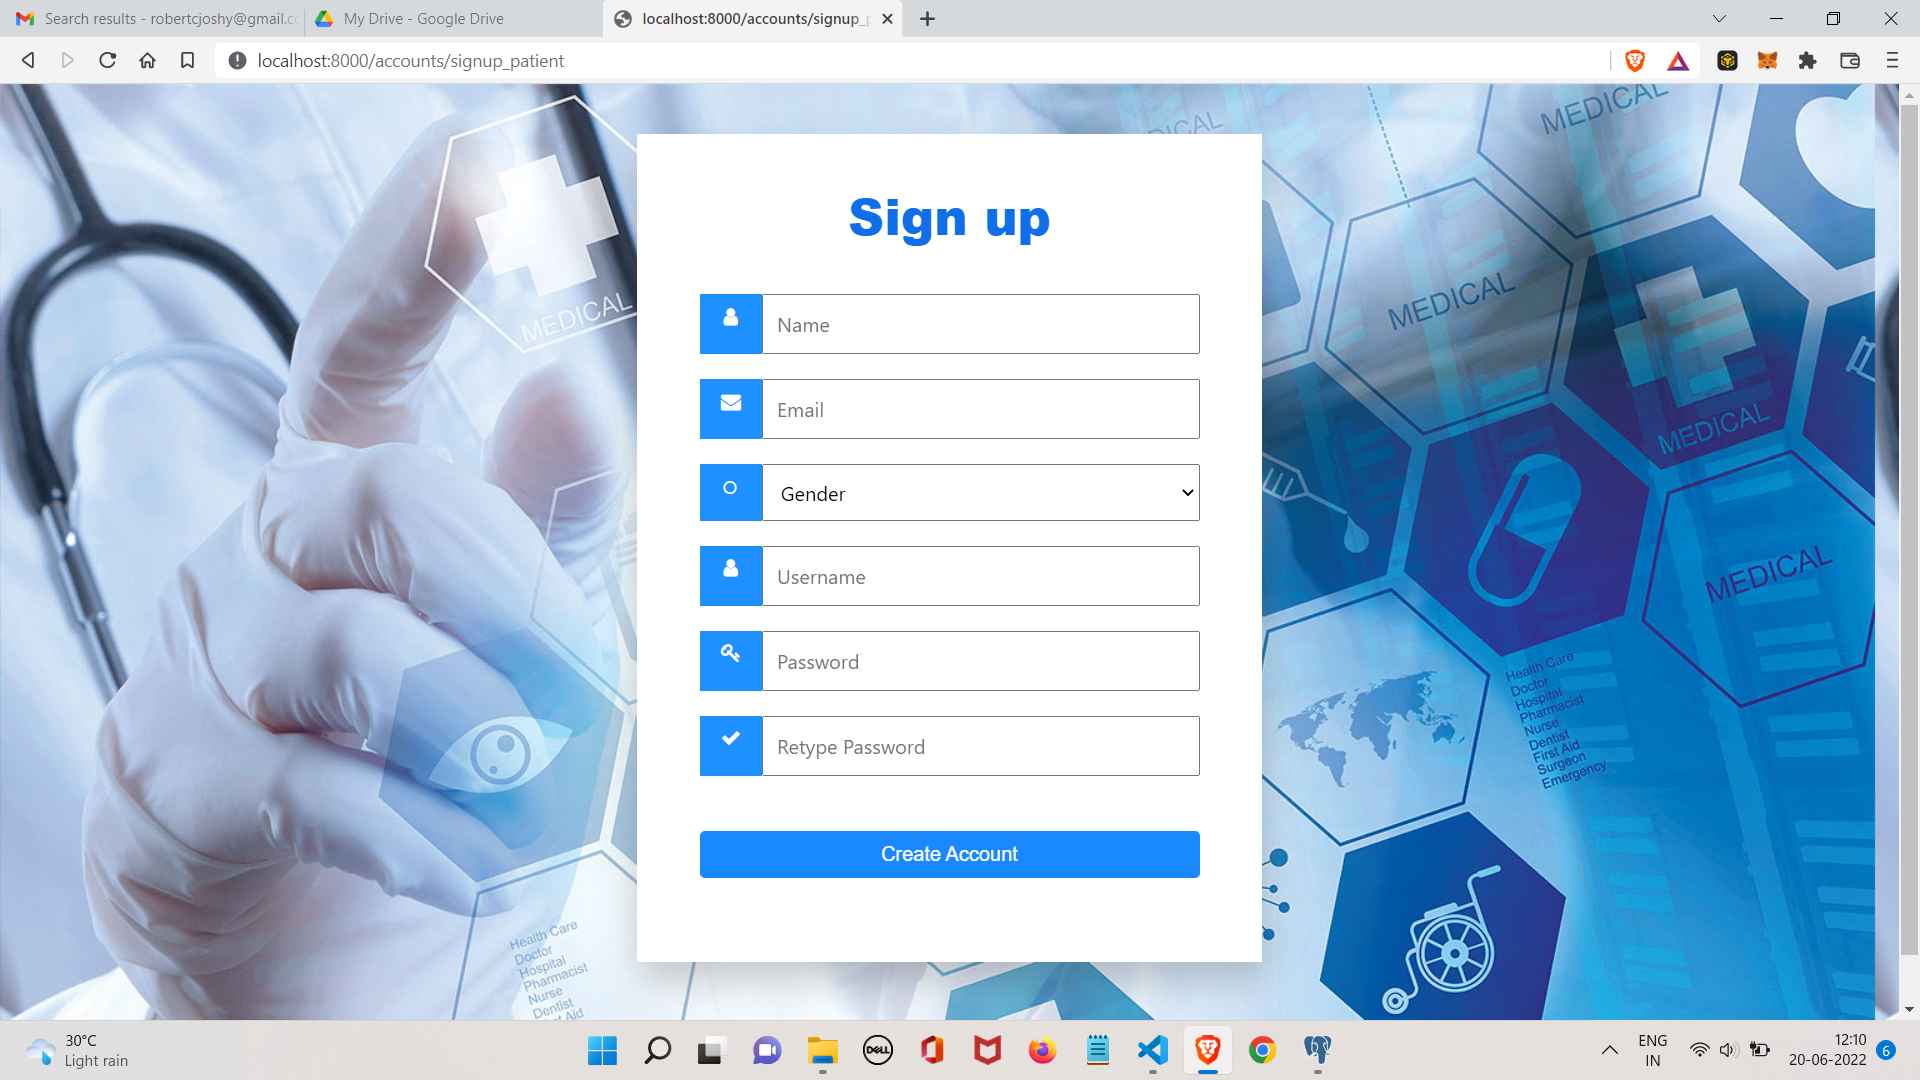 Search results - robertcjoshy@gmail.c
My Drive - Google Drive
localhost:8000/accounts/signup_p
localhost:8000/accounts/signup_patient
MEDICAL
MEDICAL
MEDICAL
MEDICAL
MEDICAL
Sign up
Name
Email
Gender
Username
Password
Retype Password
Create Account
Health Care
Doctor
Hospital
Pharmacist
Nurse
Dentist
First Aid
Surgeon
Emergency
Health Care
Doctor
Hospital
Pharmacist
Nurse
Dentist
30°C
Light rain
DELL
ENG
IN
12:10
20-06-2022
6